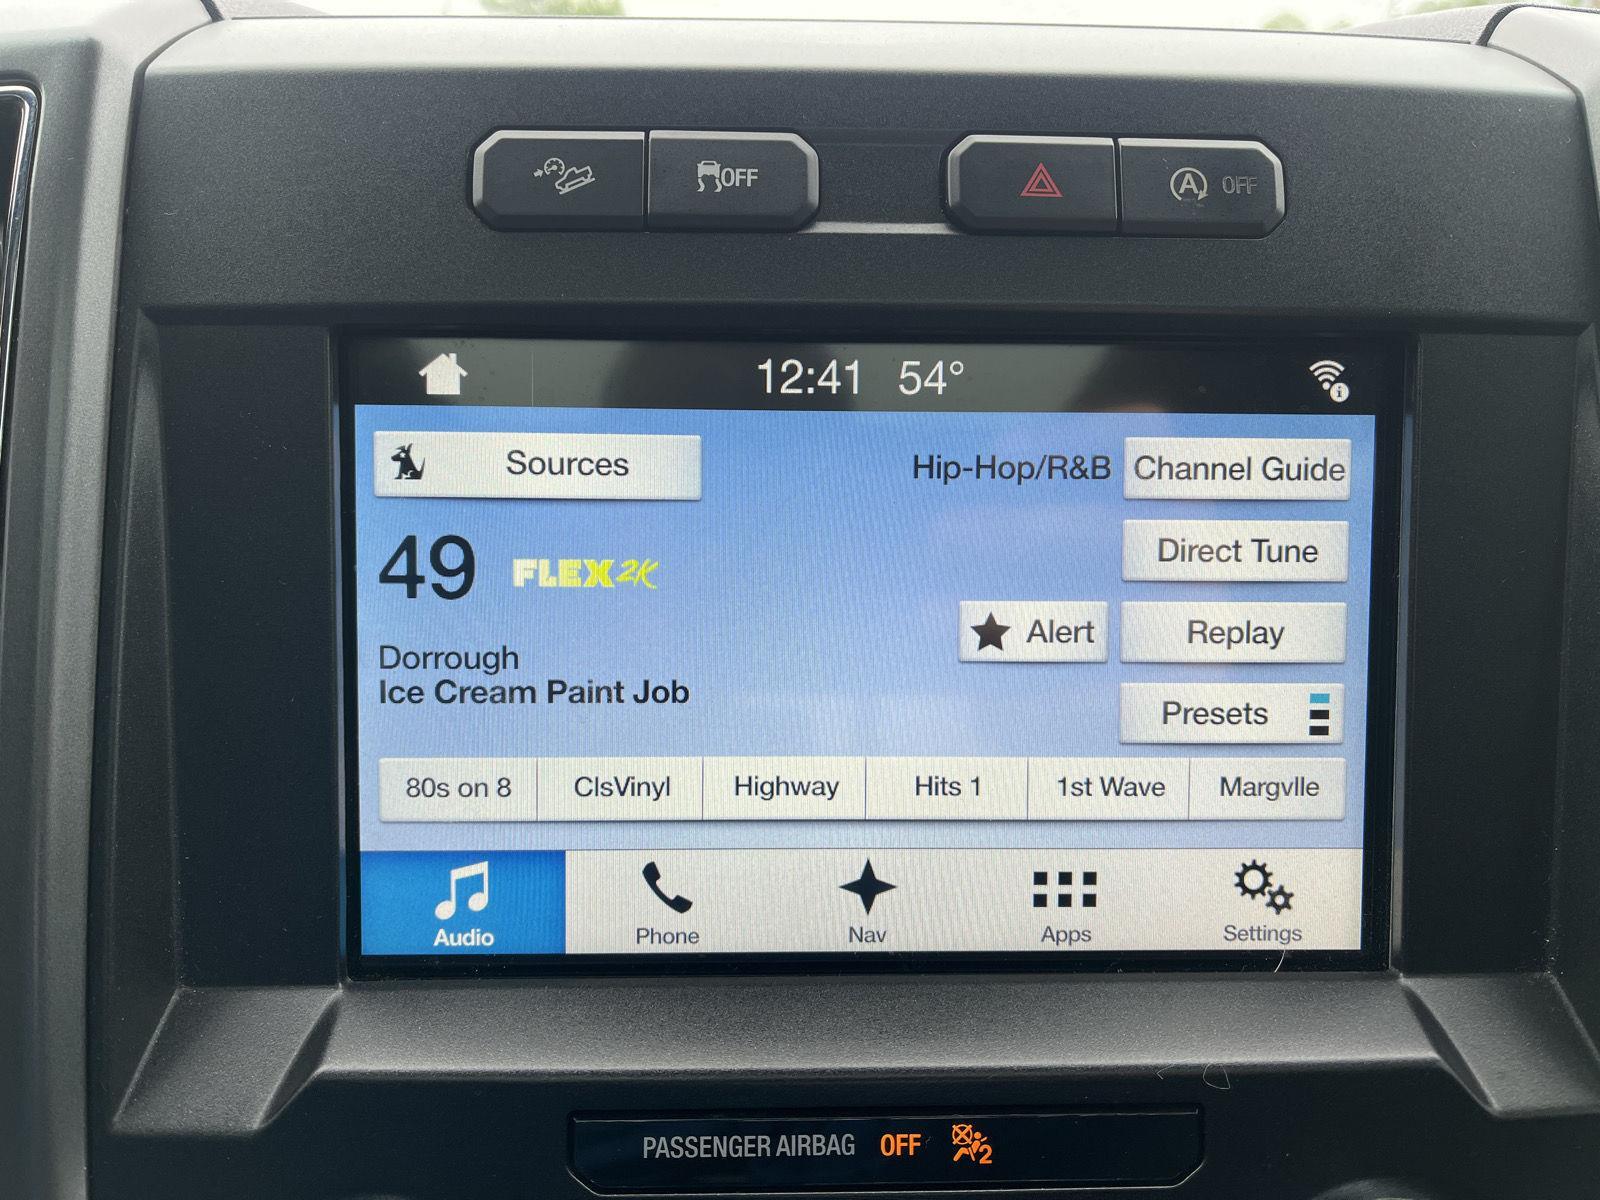 OFF
A OFF
12:41 54°
Sources
Hip-Hop/R&B
Channel Guide
49
FLEX2K
Direct Tune
Dorrough
Ice Cream Paint Job
Alert
Replay
Presets
80s on 8
ClsVinyl
Highway
Hits 1
1st Wave
Margvlle
Audio
Phone
Nav
Apps
Settings
PASSENGER AIRBAG OFF 2